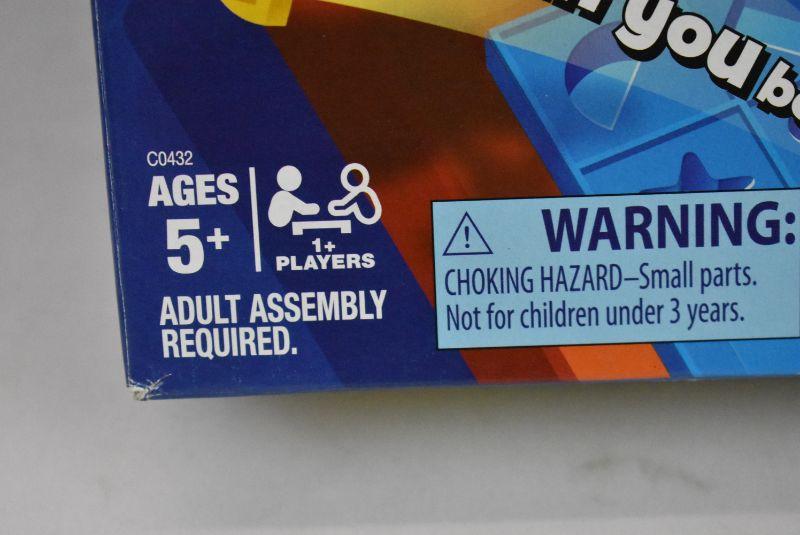 you
C0432
AGES
5+
1+
PLAYERS
ADULT ASSEMBLY
REQUIRED.
WARNING:
CHOKING HAZARD–Small parts.
Not for children under 3 years.